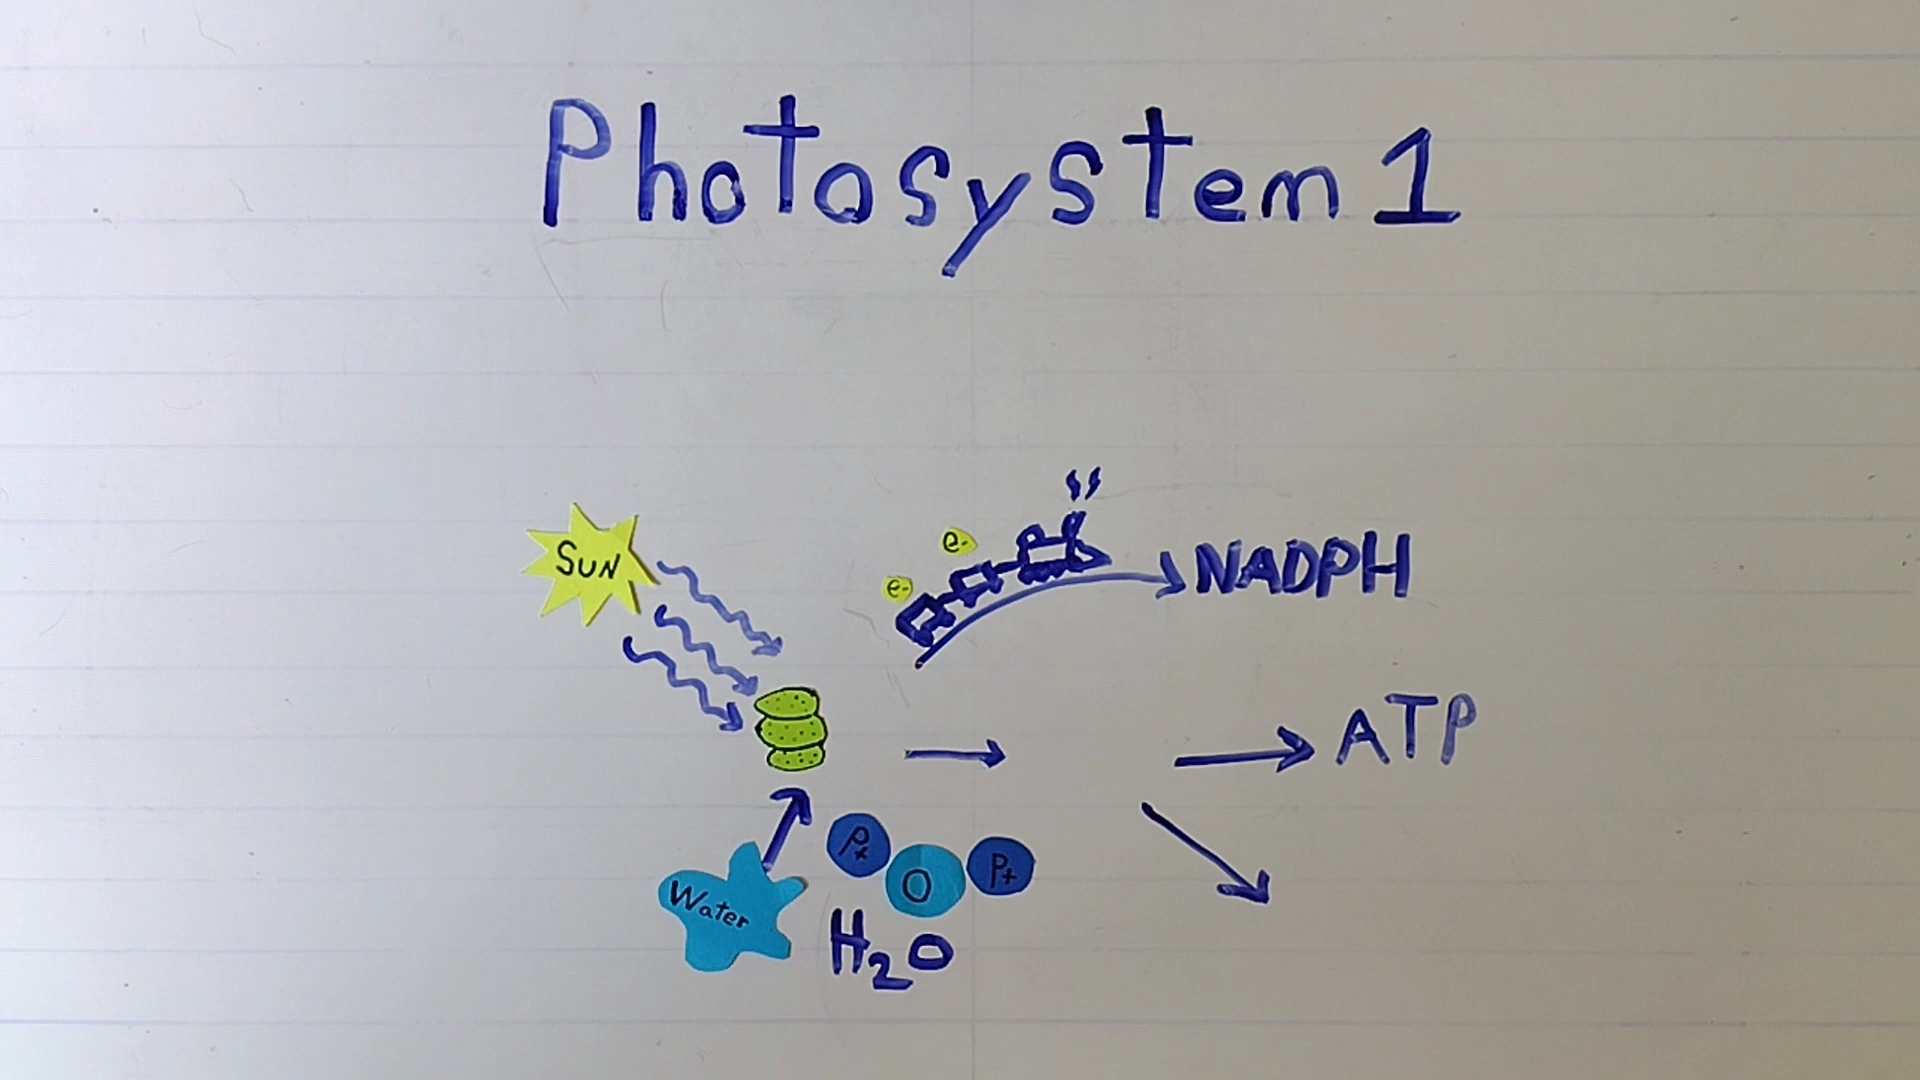 Photosystem 1
SUN
e-
e-
NADPH
ATP
P+
O
P+
Water
H₂O